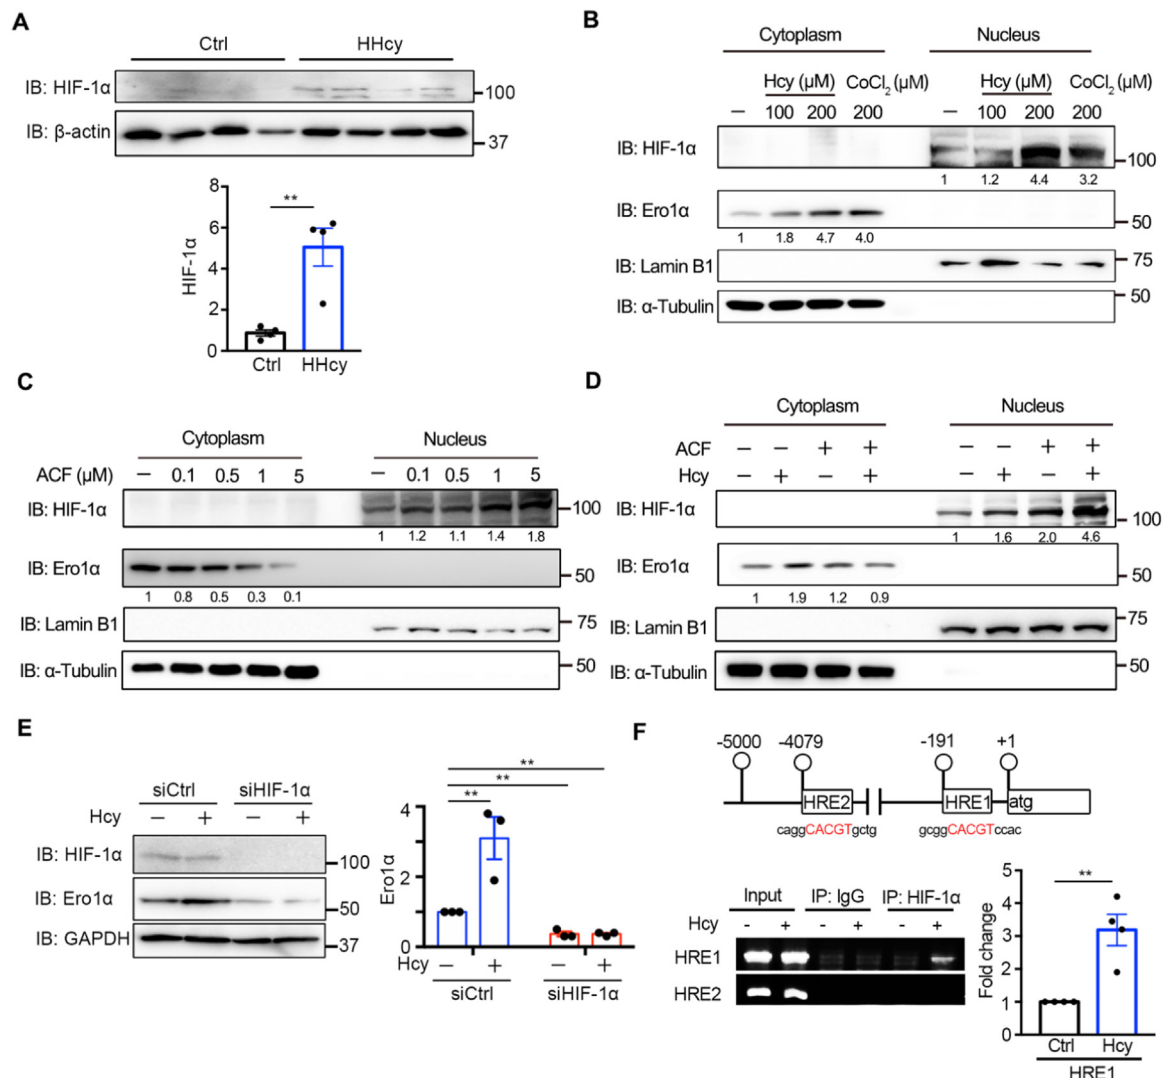 A
Ctrl HHcy
IB: HIF-1α 100
IB: β-actin 37
8
**
6
HIF-1α
4
2
0
Ctrl HHcy
B
Cytoplasm Nucleus
Hcy (µM) CoCl2 (µM) Hcy (µM) CoCl2 (µM)
– 100 200 200 – 100 200 200
IB: HIF-1α 100
1 1.2 4.4 3.2
IB: Ero1α 50
1 1.8 4.7 4.0
IB: Lamin B1 75
IB: α-Tubulin 50
C
Cytoplasm Nucleus
ACF (µM) – 0.1 0.5 1 5 – 0.1 0.5 1 5
IB: HIF-1α 100
1 1.2 1.1 1.4 1.8
IB: Ero1α 50
1 0.8 0.5 0.3 0.1
IB: Lamin B1 75
IB: α-Tubulin 50
D
Cytoplasm Nucleus
ACF – – + + – – + +
Hcy – + – + – + – +
IB: HIF-1α 100
1 1.6 2.0 4.6
IB: Ero1α 50
1 1.9 1.2 0.9
IB: Lamin B1 75
IB: α-Tubulin 50
E
siCtrl siHIF-1α
Hcy – + – +
IB: HIF-1α 100
IB: Ero1α 50
IB: GAPDH 37
**
**
**
4
Ero1α
2
0
Hcy – + – +
siCtrl siHIF-1α
F
-5000 -4079 -191 +1
HRE2 HRE1 atg
caggCACGTgctg gcggCACGTccac
Input IP: IgG IP: HIF-1α
Hcy - + - + - +
HRE1
HRE2
5
**
4
Fold change
3
2
1
0
Ctrl Hcy
HRE1